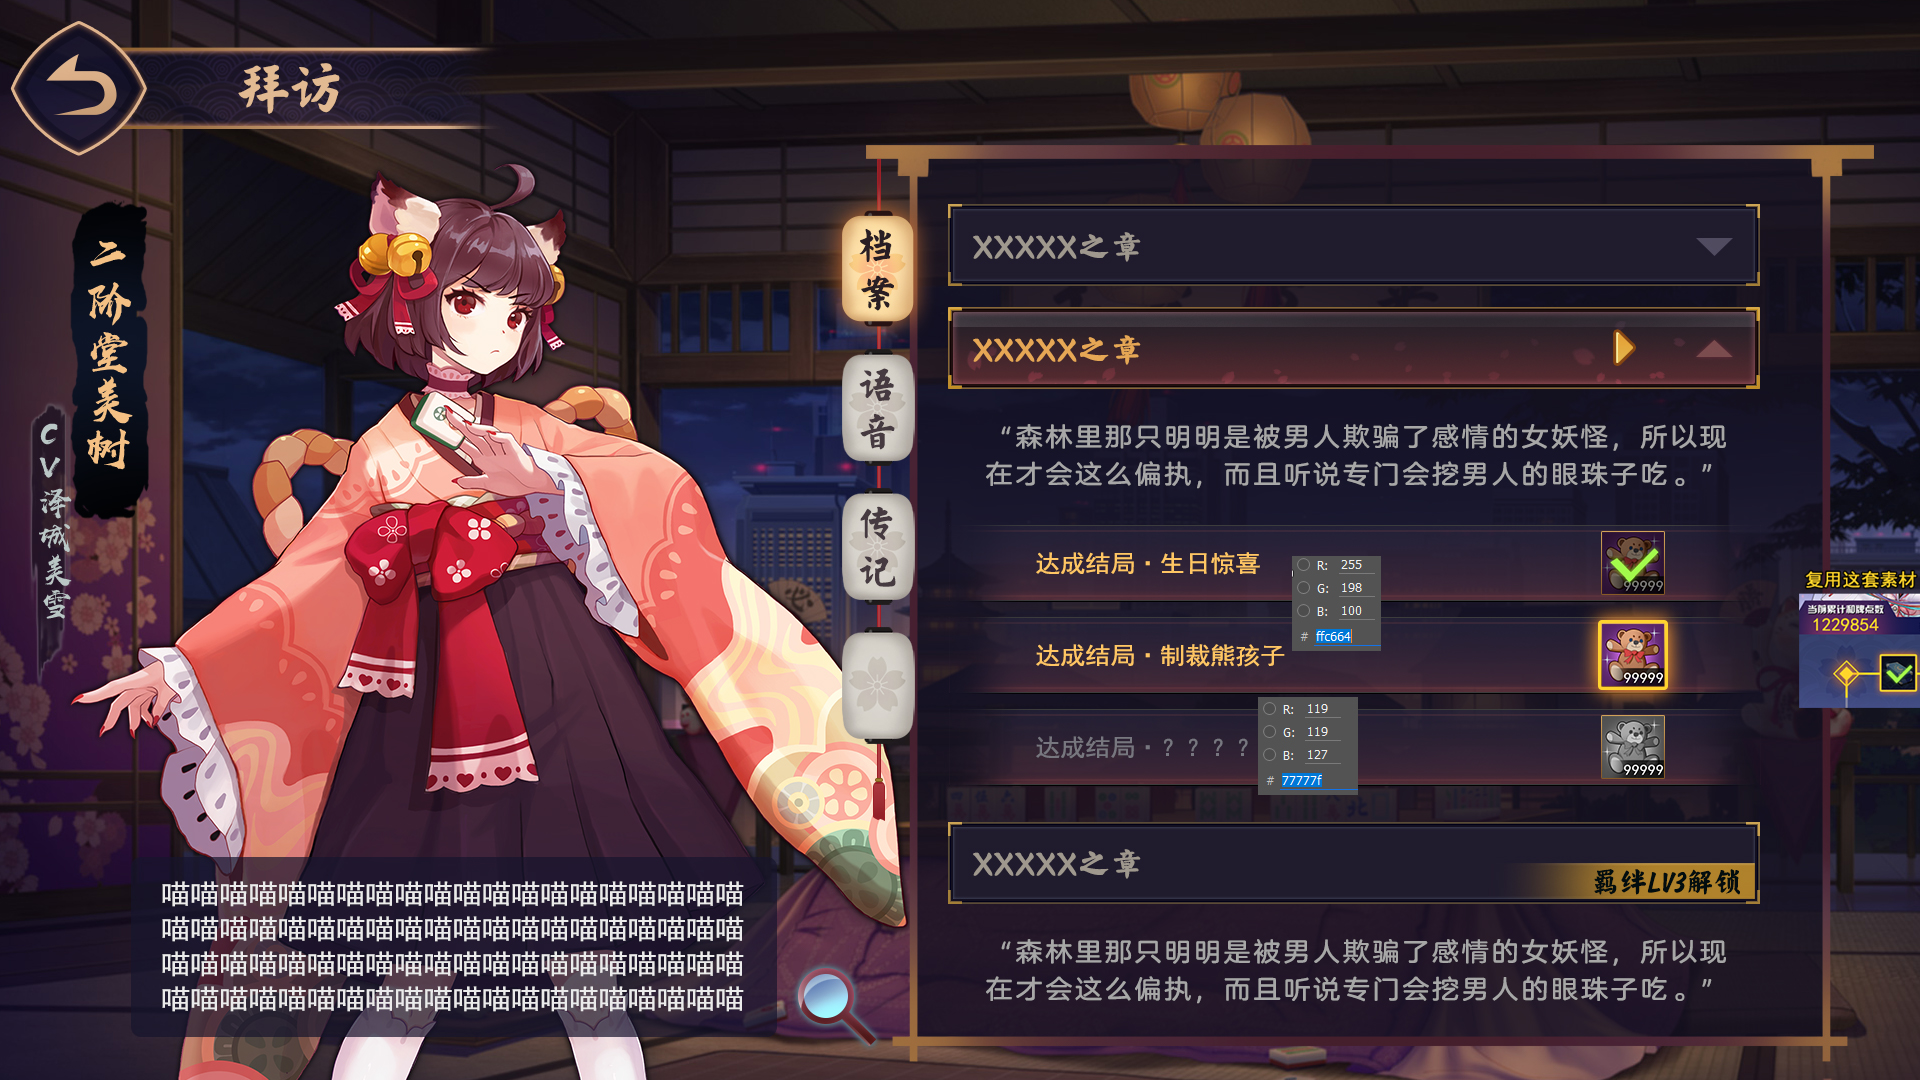 拜访
二阶堂美树
CV泽城美雪
档案
语音
传记
XXXXX之章
XXXXX之章
“森林里那只明明是被男人欺骗了感情的女妖怪，所以现
在才会这么偏执，而且听说专门会挖男人的眼珠子吃。”
达成结局·生日惊喜
99999
R: 255
G: 198
B: 100
# ffc664
达成结局·制裁熊孩子
99999
R: 119
G: 119
B: 127
# 77777f
达成结局·？？？？
99999
XXXXX之章
羁绊LV3解锁
“森林里那只明明是被男人欺骗了感情的女妖怪，所以现
在才会这么偏执，而且听说专门会挖男人的眼珠子吃。”
复用这套素材
当前累计和牌点数
1229854
喵喵喵喵喵喵喵喵喵喵喵喵喵喵喵喵喵喵喵喵
喵喵喵喵喵喵喵喵喵喵喵喵喵喵喵喵喵喵喵喵
喵喵喵喵喵喵喵喵喵喵喵喵喵喵喵喵喵喵喵喵
喵喵喵喵喵喵喵喵喵喵喵喵喵喵喵喵喵喵喵喵